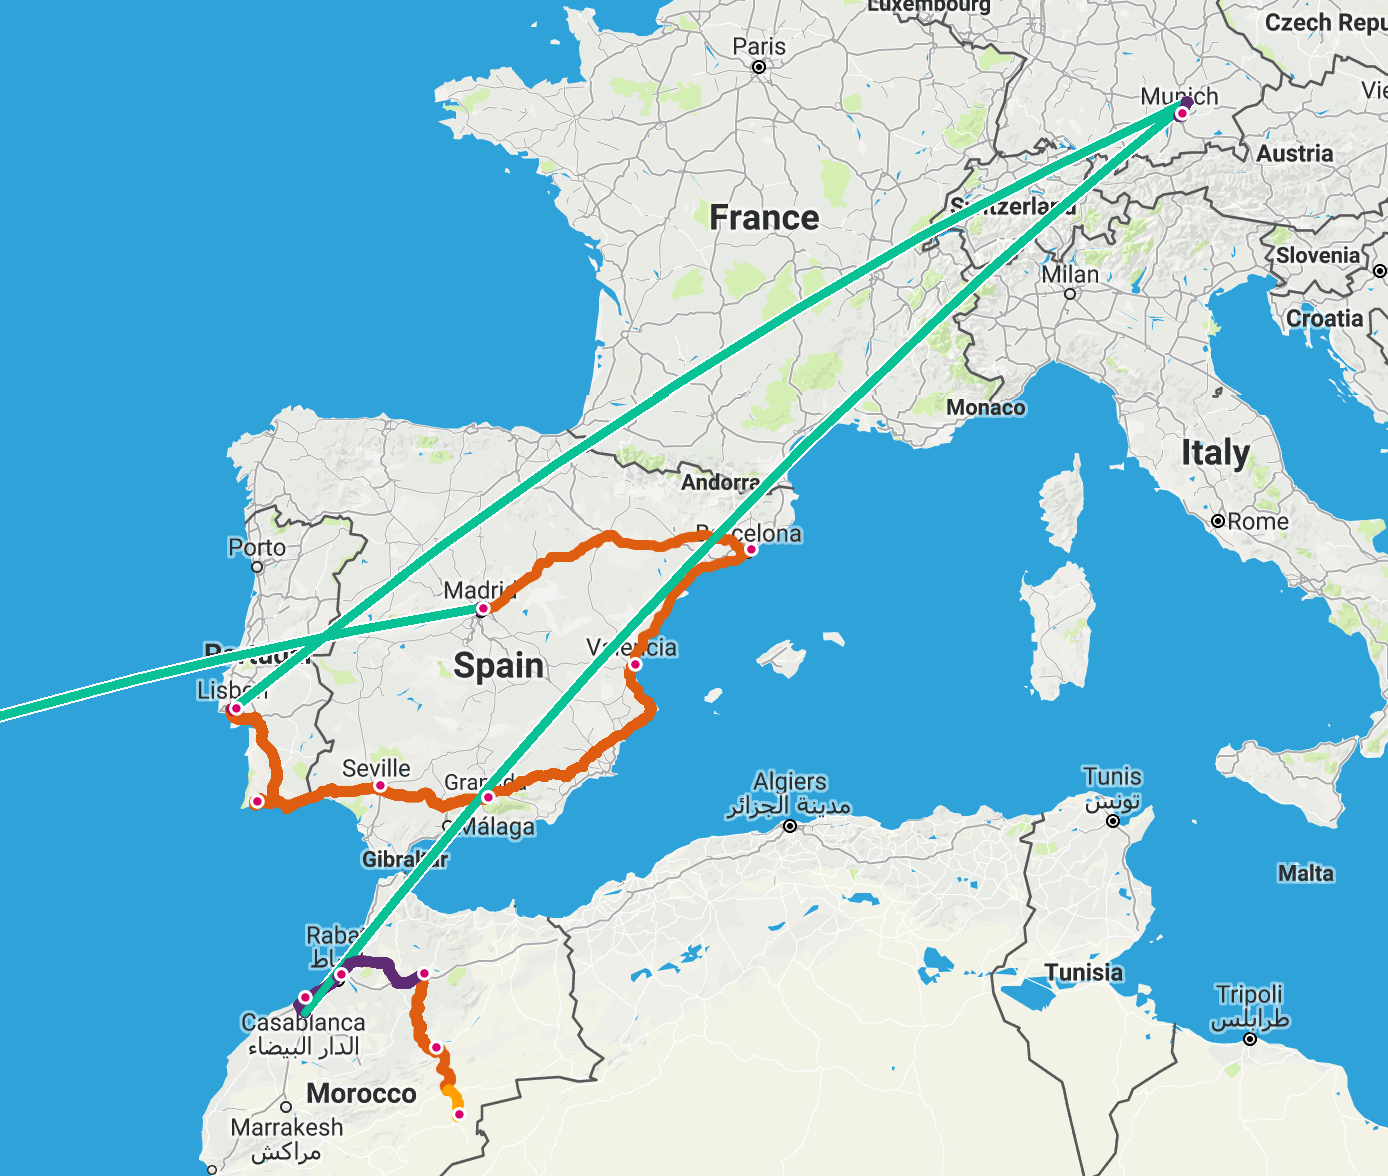 Luxembourg
Czech Repu
Paris
Vie
Munich
Austria
Switzerland
France
Slovenia
Milan
Croatia
Monaco
Italy
Andorra
Rome
Barcelona
Porto
Madrid
Valencia
Portugal
Spain
Lisbon
Seville
Granada
Algiers
مدينة الجزائر
Tunis
تونس
Málaga
Gibraltar
Malta
Rabat
Tunisia
Tripoli
طرابلس
Casablanca
الدار البيضاء
Morocco
Marrakesh
مراكش